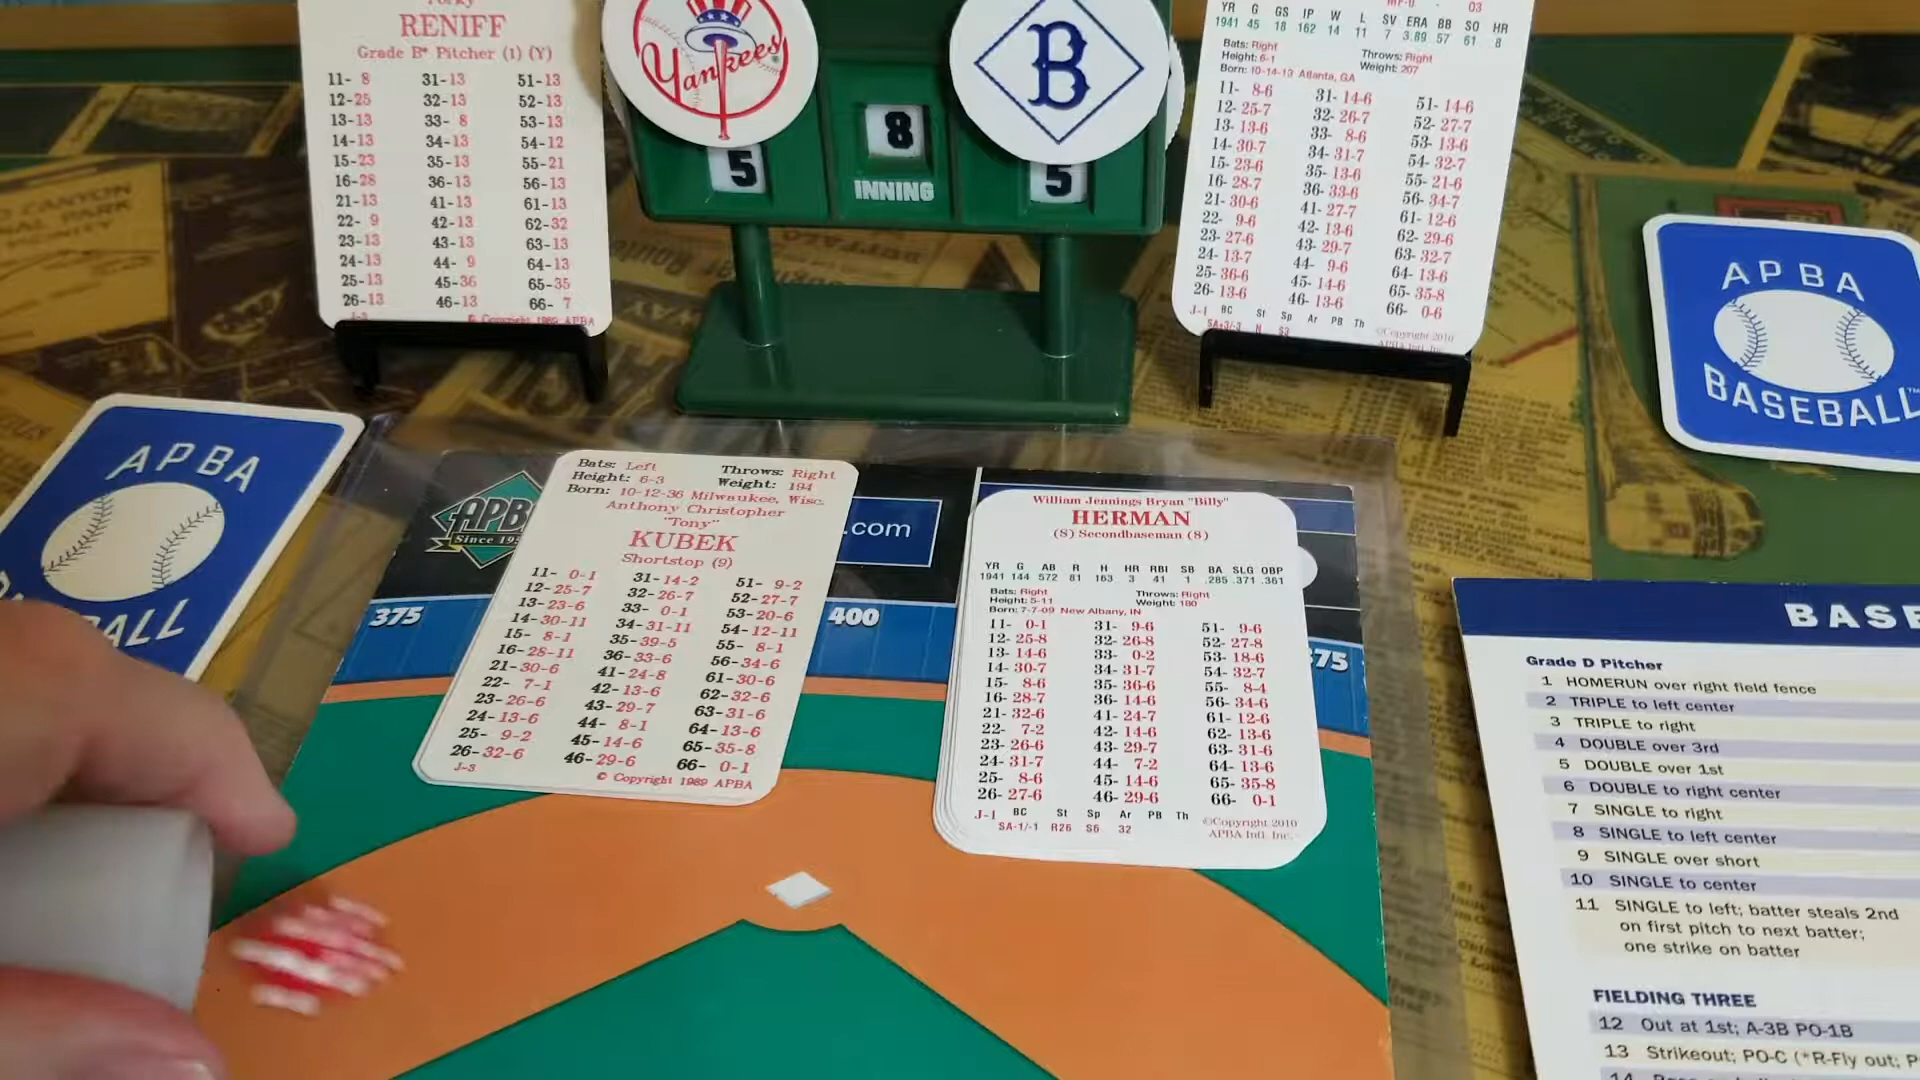 RENIFF
Grade B* Pitcher (1) (Y)
11- 8 31-13 51-13
12-25 32-13 52-13
13-13 33- 8 53-13
14-13 34-13 54-12
15-23 35-13 55-21
16-28 36-13 56-13
21-13 41-13 61-13
22- 9 42-13 62-32
23-13 43-13 63-13
24-13 44- 9 64-13
25-13 45-36 65-35
26-13 46-13 66- 7
© Copyright 1989 APBA
Yankees
5
8
INNING
B
5
YR G GS IP W L SV ERA BB SO HR
1941 45 18 162 14 11 7 3.89 57 61 8
Bats: Right Throws: Right
Height: 6-1 Weight: 207
Born: 10-14-13 Atlanta, GA
11- 8-6 31- 14-6 51- 14-6
12- 25-7 32- 26-7 52- 27-7
13- 13-6 33- 8-6 53- 13-6
14- 30-7 34- 31-7 54- 32-7
15- 23-6 35- 13-6 55- 21-6
16- 28-7 36- 33-6 56- 34-7
21- 30-6 41- 27-7 61- 12-6
22- 9-6 42- 13-6 62- 29-6
23- 27-6 43- 29-7 63- 32-7
24- 13-7 44- 9-6 64- 13-6
25- 36-6 45- 14-6 65- 35-8
26- 13-6 46- 13-6 66- 0-6
J-1 BC St Sp Ar PB Th
©Copyright 2010
APBA
BASEBALL™
APBA
Since 195
.com
375
400
Bats: Left Throws: Right
Height: 6-3 Weight: 194
Born: 10-12-36 Milwaukee, Wisc.
Anthony Christopher
"Tony"
KUBEK
Shortstop (9)
11- 0-1 31-14-2 51- 9-2
12-25-7 32-26-7 52-27-7
13-23-6 33- 0-1 53-20-6
14-30-11 34-31-11 54-12-11
15- 8-1 35-39-5 55- 8-1
16-28-11 36-33-6 56-34-6
21-30-6 41-24-8 61-30-6
22- 7-1 42-13-6 62-32-6
23-26-6 43-29-7 63-31-6
24-13-6 44- 8-1 64-13-6
25- 9-2 45-14-6 65-35-8
26-32-6 46-29-6 66- 0-1
J-3
© Copyright 1989 APBA
William Jennings Bryan "Billy"
HERMAN
(S) Secondbaseman (8)
YR G AB R H HR RBI SB BA SLG OBP
1941 144 572 81 163 3 41 1 .285 .371 .361
Bats: Right Throws: Right
Height: 5-11 Weight: 180
Born: 7-7-09 New Albany, IN
11- 0-1 31- 9-6 51- 9-6
12- 25-8 32- 26-8 52- 27-8
13- 14-6 33- 0-2 53- 18-6
14- 30-7 34- 31-7 54- 32-7
15- 8-6 35- 36-6 55- 8-4
16- 28-7 36- 14-6 56- 34-6
21- 32-6 41- 24-7 61- 12-6
22- 7-2 42- 14-6 62- 13-6
23- 26-6 43- 29-7 63- 31-6
24- 31-7 44- 7-2 64- 13-6
25- 8-6 45- 14-6 65- 35-8
26- 27-6 46- 29-6 66- 0-1
J-1 BC St Sp Ar PB Th
SA-1/-1 R26 S6 32
©Copyright 2010
APBA Intl. Inc.
375
APBA
BALL
BASE
Grade D Pitcher
1 HOMERUN over right field fence
2 TRIPLE to left center
3 TRIPLE to right
4 DOUBLE over 3rd
5 DOUBLE over 1st
6 DOUBLE to right center
7 SINGLE to right
8 SINGLE to left center
9 SINGLE over short
10 SINGLE to center
11 SINGLE to left; batter steals 2nd
on first pitch to next batter;
one strike on batter
FIELDING THREE
12 Out at 1st; A-3B PO-1B
13 Strikeout; PO-C (*R-Fly out; P
14